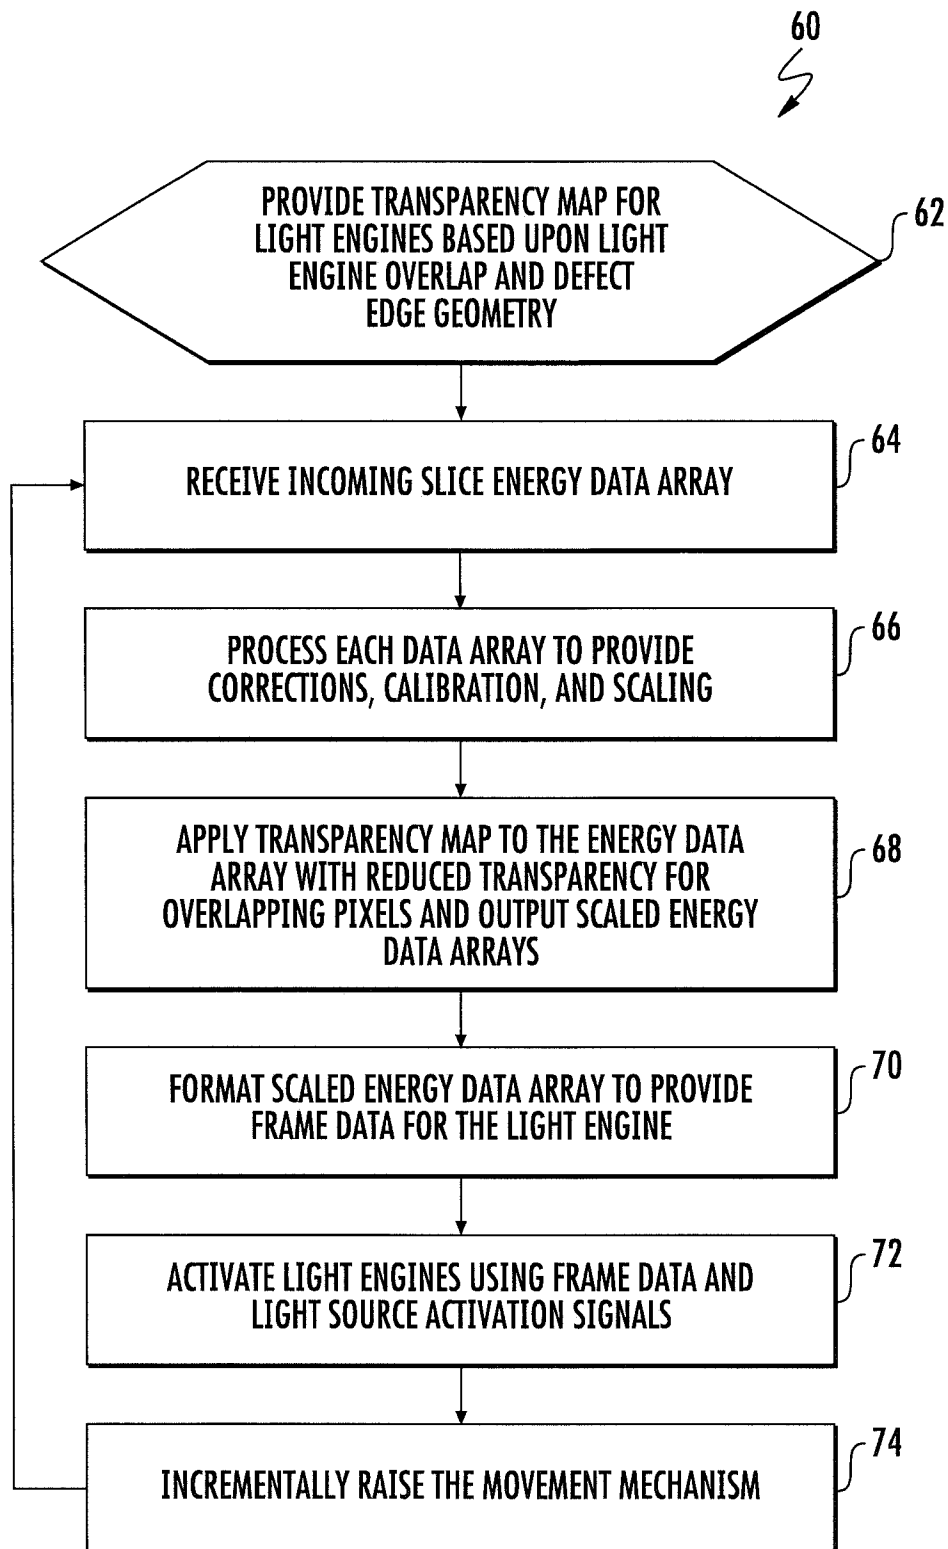 60
PROVIDE TRANSPARENCY MAP FOR
LIGHT ENGINES BASED UPON LIGHT
ENGINE OVERLAP AND DEFECT
EDGE GEOMETRY
62
RECEIVE INCOMING SLICE ENERGY DATA ARRAY
64
PROCESS EACH DATA ARRAY TO PROVIDE
CORRECTIONS, CALIBRATION, AND SCALING
66
APPLY TRANSPARENCY MAP TO THE ENERGY DATA
ARRAY WITH REDUCED TRANSPARENCY FOR
OVERLAPPING PIXELS AND OUTPUT SCALED ENERGY
DATA ARRAYS
68
FORMAT SCALED ENERGY DATA ARRAY TO PROVIDE
FRAME DATA FOR THE LIGHT ENGINE
70
ACTIVATE LIGHT ENGINES USING FRAME DATA AND
LIGHT SOURCE ACTIVATION SIGNALS
72
INCREMENTALLY RAISE THE MOVEMENT MECHANISM
74